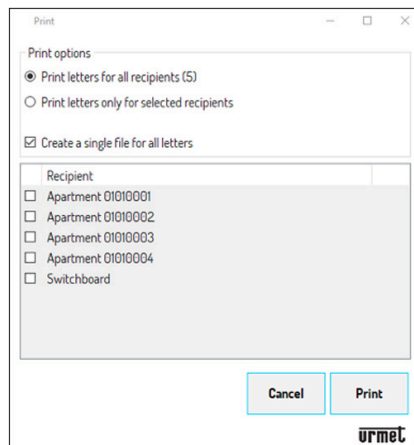 Print
Print options
Print letters for all recipients (5)
Print letters only for selected recipients
Create a single file for all letters
Recipient
Apartment 01010001
Apartment 01010002
Apartment 01010003
Apartment 01010004
Switchboard
Cancel Print
urmet